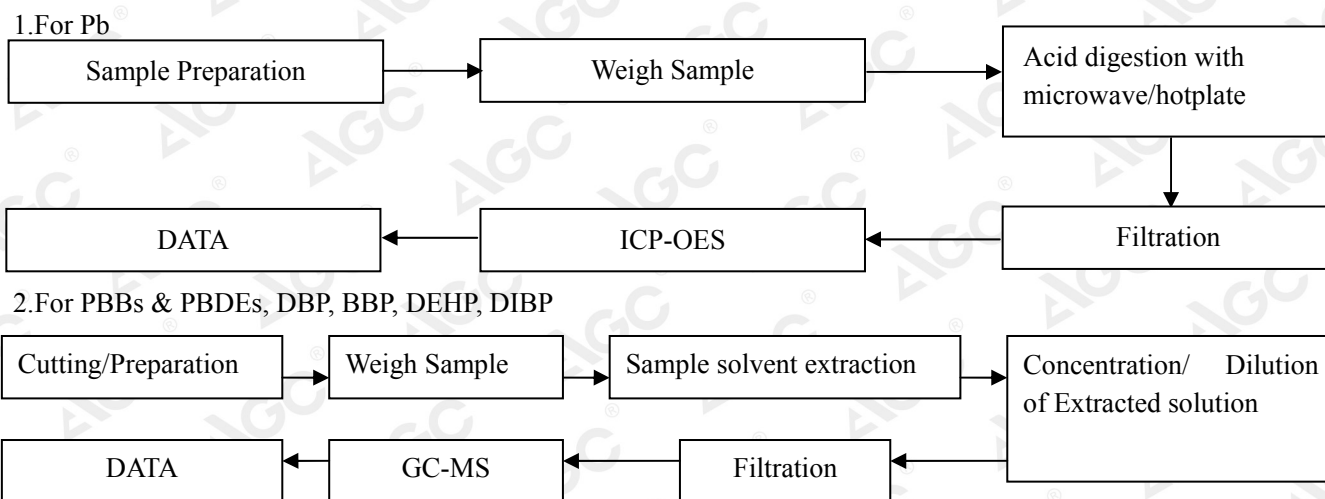 1.For Pb
Sample Preparation
Weigh Sample
Acid digestion with
microwave/hotplate
DATA
ICP-OES
Filtration
2.For PBBs & PBDEs, DBP, BBP, DEHP, DIBP
Cutting/Preparation
Weigh Sample
Sample solvent extraction
Concentration/ Dilution
of Extracted solution
DATA
GC-MS
Filtration